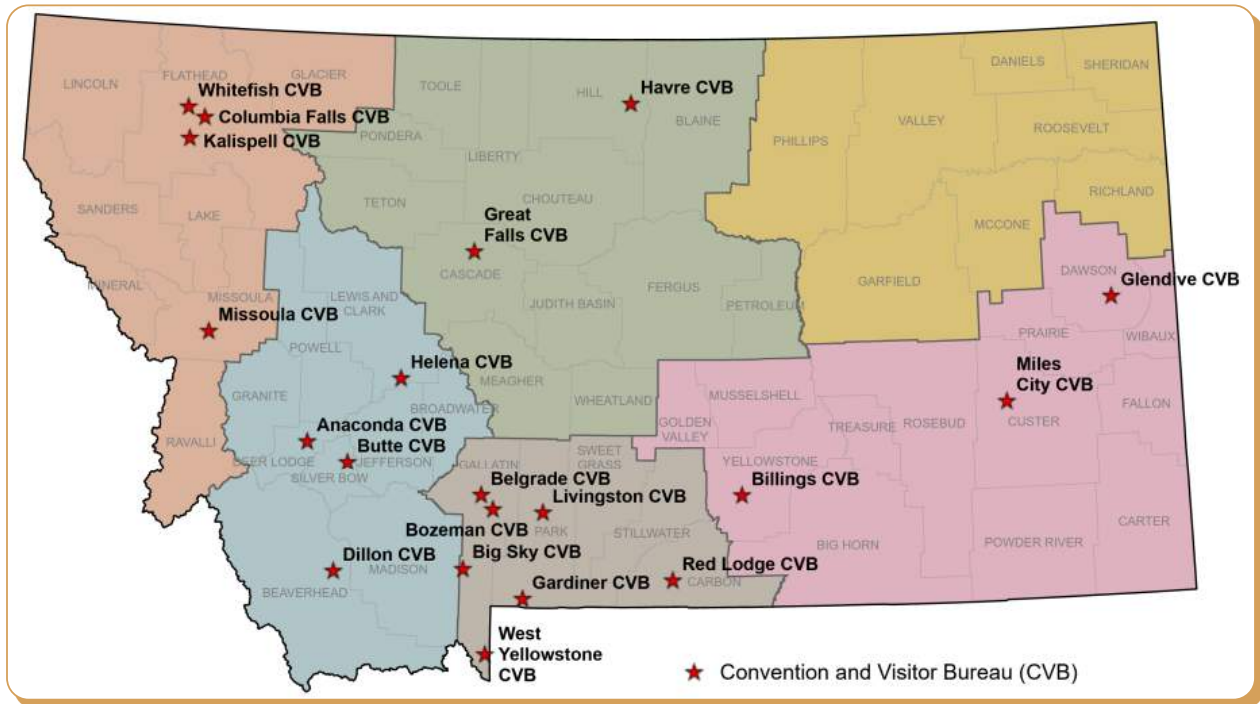 LINCOLN
FLATHEAD
GLACIER
Whitefish CVB
Columbia Falls CVB
Kalispell CVB
SANDERS
LAKE
MINERAL
MISSOULA
Missoula CVB
RAVALLI
TOOLE
HILL
Havre CVB
BLAINE
PONDERA
LIBERTY
TETON
CHOUTEAU
Great
Falls CVB
CASCADE
JUDITH BASIN
FERGUS
PETROLEUM
MEAGHER
WHEATLAND
DANIELS
SHERIDAN
VALLEY
PHILLIPS
ROOSEVELT
RICHLAND
MCCONE
GARFIELD
LEWIS AND
CLARK
POWELL
Helena CVB
GRANITE
BROADWATER
Anaconda CVB
Butte CVB
DEER LODGE
JEFFERSON
SILVER BOW
Dillon CVB
MADISON
BEAVERHEAD
GALLATIN
SWEET
GRASS
Belgrade CVB
Livingston CVB
Bozeman CVB
PARK
STILLWATER
Big Sky CVB
Gardiner CVB
Red Lodge CVB
CARBON
West
Yellowstone
CVB
DAWSON
Glendive CVB
PRAIRIE
WIBAUX
Miles
City CVB
CUSTER
FALLON
MUSSELSHELL
GOLDEN
VALLEY
TREASURE
ROSEBUD
YELLOWSTONE
Billings CVB
BIG HORN
POWDER RIVER
CARTER
Convention and Visitor Bureau (CVB)